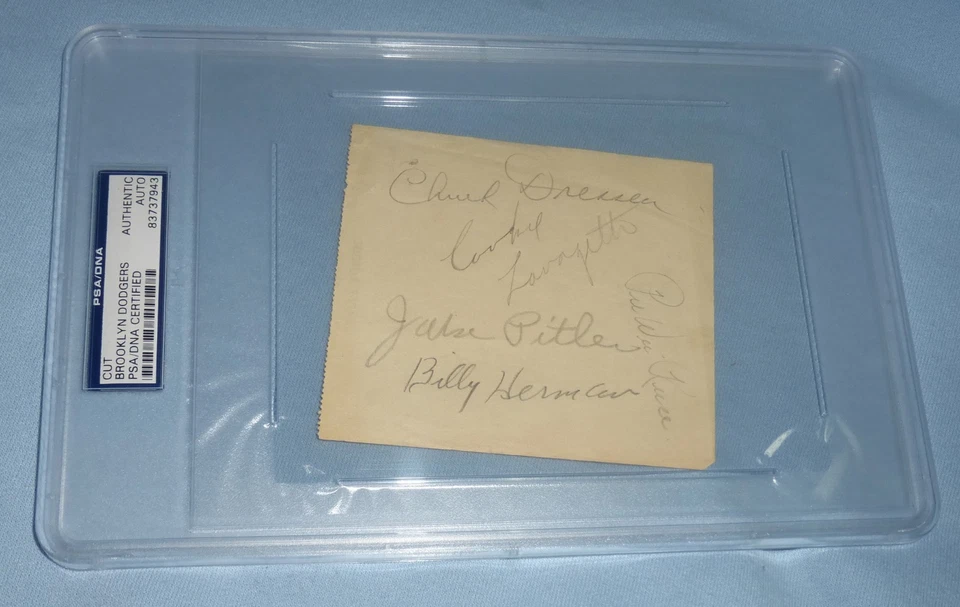 PSA/DNA
CUT
BROOKLYN DODGERS
PSA/DNA CERTIFIED
AUTHENTIC
AUTO
83737943
Chuck Dressen
Cookie
Lavagetto
Jake Pitler
Billy Herman
Pee Wee Reese